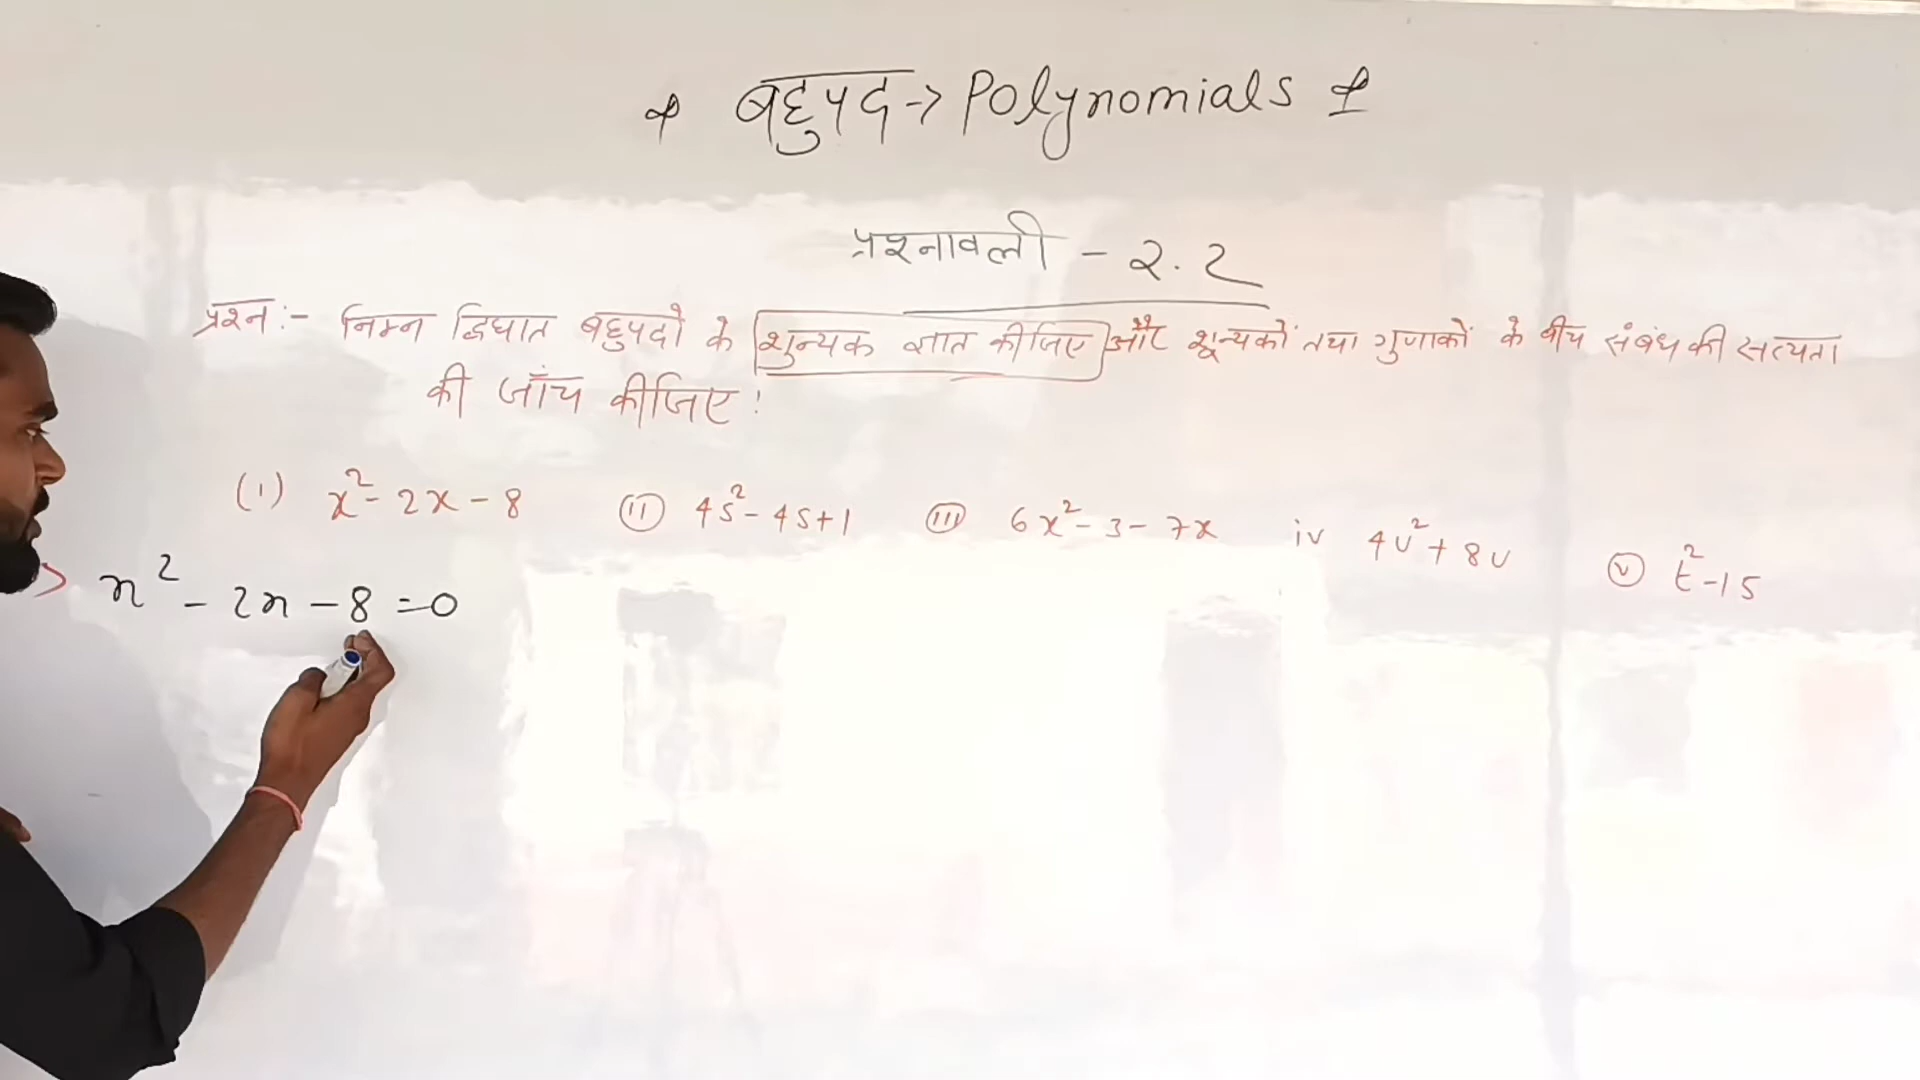 बहुपद -> Polynomials
प्रश्नावली - 2.2
प्रश्न :- निम्न द्विघात बहुपदो के शुन्यक ज्ञात कीजिए और शून्यकों तथा गुणाकों के बीच संबंध की सत्यता
की जाँच कीजिए !
(1) x² - 2x - 8 (II) 4s² - 4s + 1 (III) 6x² - 3 - 7x iv 4u² + 8u (v) t² - 15
> x² - 2x - 8 = 0